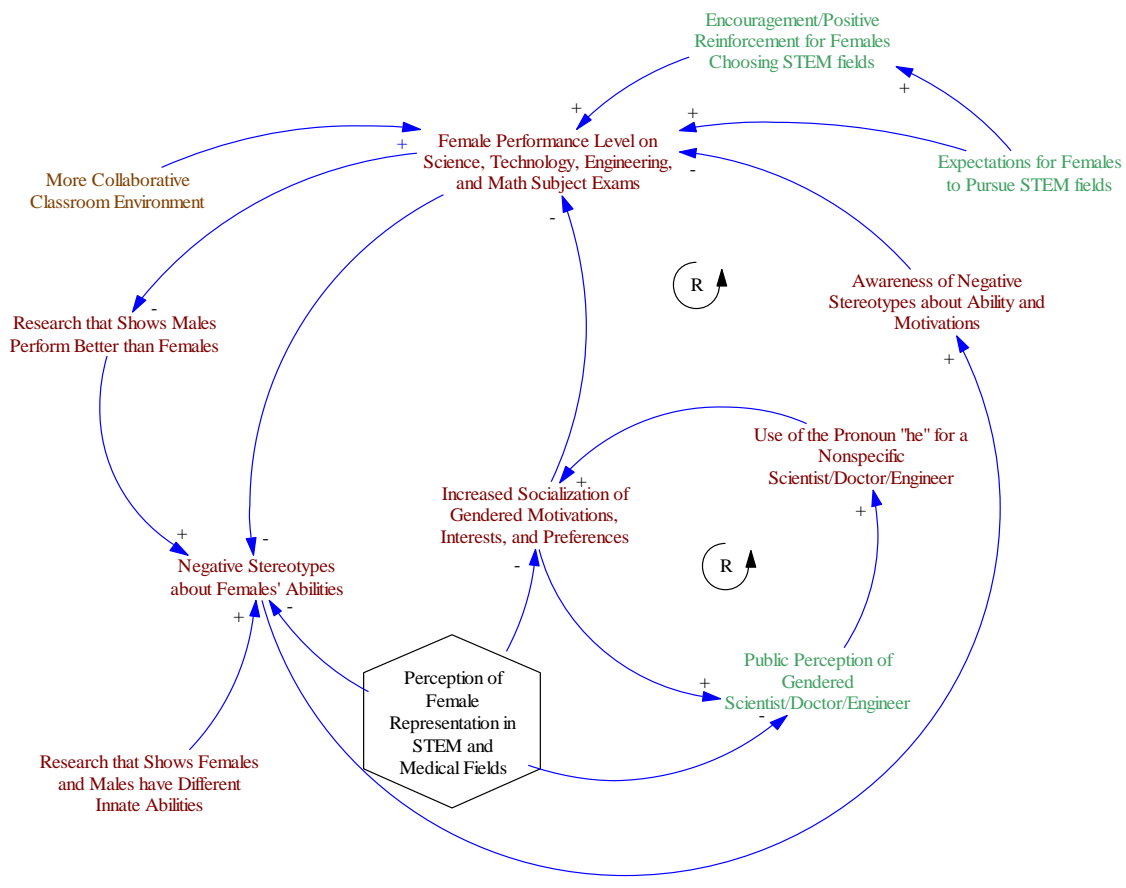 Encouragement/Positive
Reinforcement for Females
Choosing STEM fields
+
+
+
Female Performance Level on
Science, Technology, Engineering,
and Math Subject Exams
+
-
-
Expectations for Females
to Pursue STEM fields
More Collaborative
Classroom Environment
R
Awareness of Negative
Stereotypes about Ability and
Motivations
+
-
Research that Shows Males
Perform Better than Females
Use of the Pronoun "he" for a
Nonspecific
Scientist/Doctor/Engineer
+
+
Increased Socialization of
Gendered Motivations,
Interests, and Preferences
-
R
+
-
Negative Stereotypes
about Females' Abilities
+
-
Public Perception of
Gendered
Scientist/Doctor/Engineer
+
-
Perception of
Female
Representation in
STEM and
Medical Fields
Research that Shows Females
and Males have Different
Innate Abilities